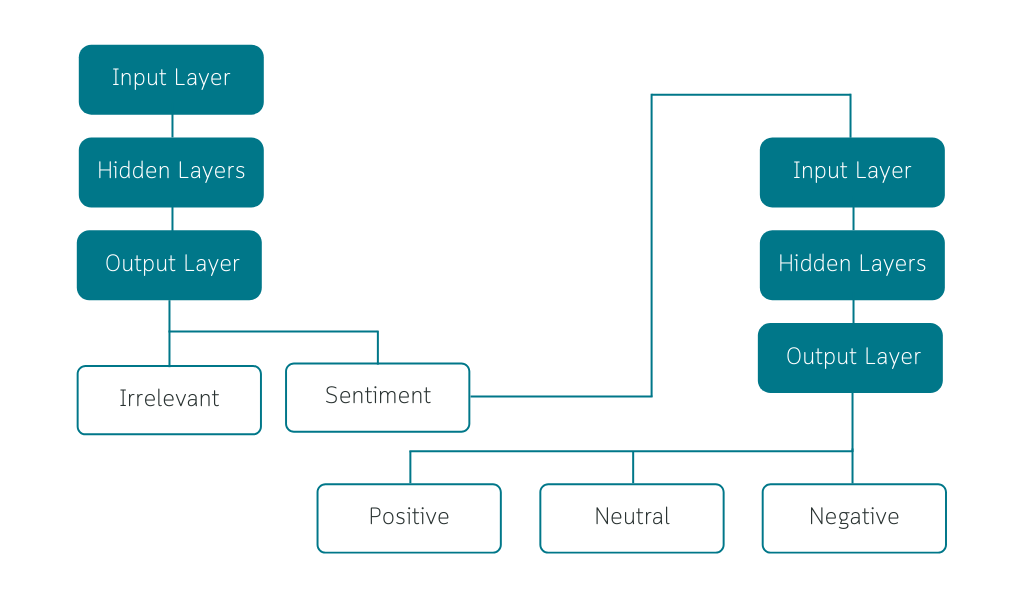 Input Layer
Hidden Layers
Output Layer
Irrelevant
Sentiment
Input Layer
Hidden Layers
Output Layer
Positive
Neutral
Negative